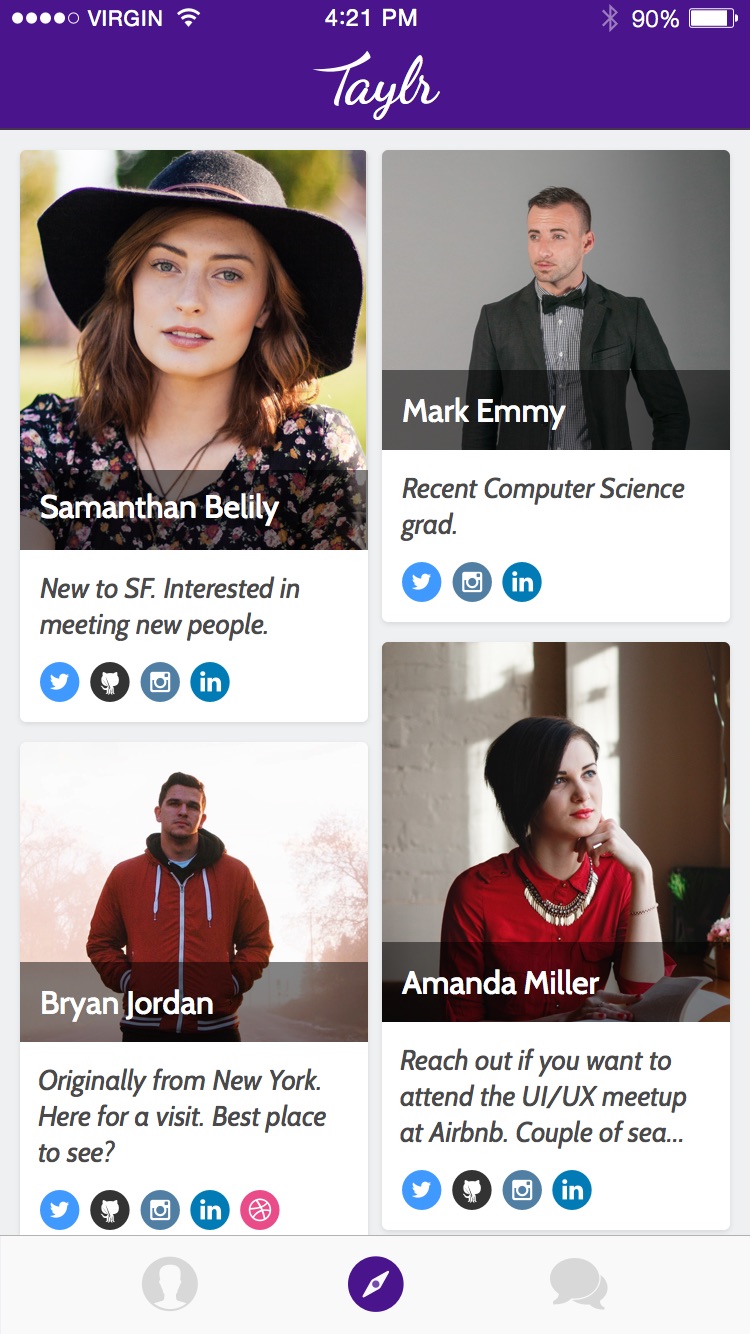 VIRGIN 4:21 PM 90%
Taylr
Samanthan Belily
New to SF. Interested in
meeting new people.
in
Mark Emmy
Recent Computer Science
grad.
in
Bryan Jordan
Originally from New York.
Here for a visit. Best place
to see?
in
Amanda Miller
Reach out if you want to
attend the UI/UX meetup
at Airbnb. Couple of sea...
in